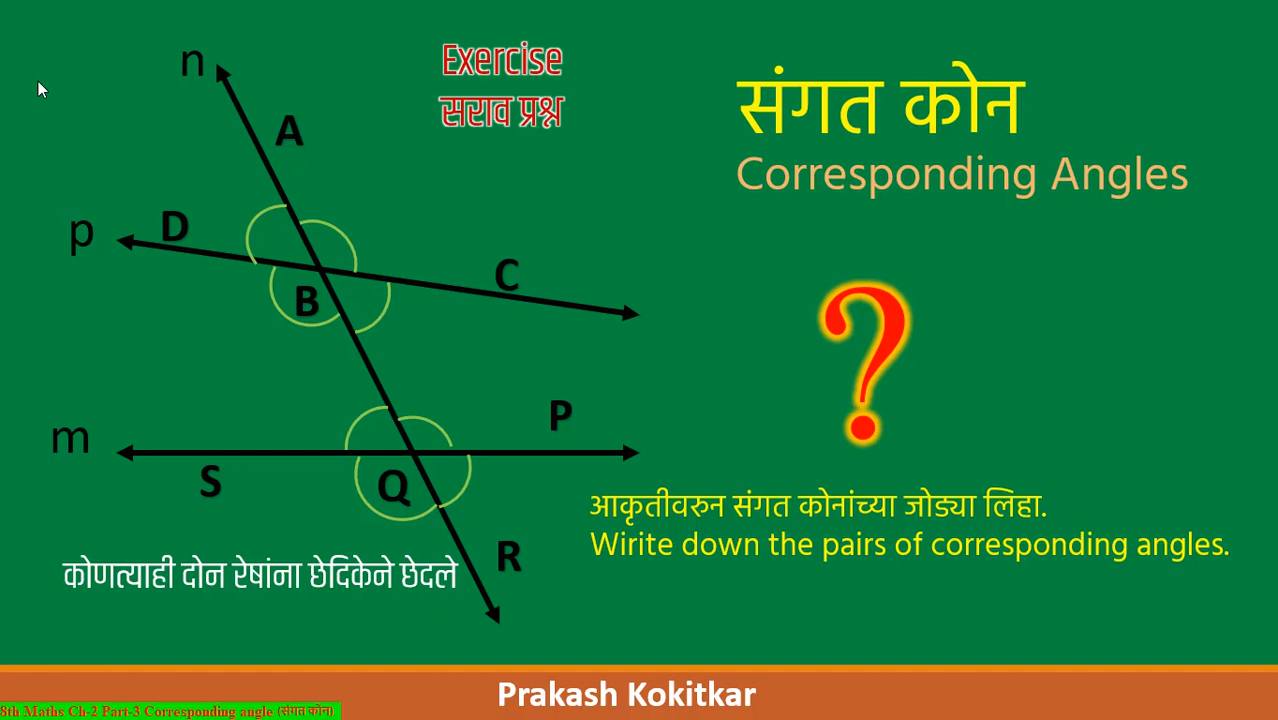 n
A
Exercise
सराव प्रश्न
संगत कोन
Corresponding Angles
p
D
C
B
m
P
S
Q
R
आकृतीवरुन संगत कोनांच्या जोड्या लिहा.
Wirite down the pairs of corresponding angles.
कोणत्याही दोन रेषांना छेदिकेने छेदले
?
Prakash Kokitkar
8th Maths Ch-2 Part-3 Corresponding angle (संगत कोन)